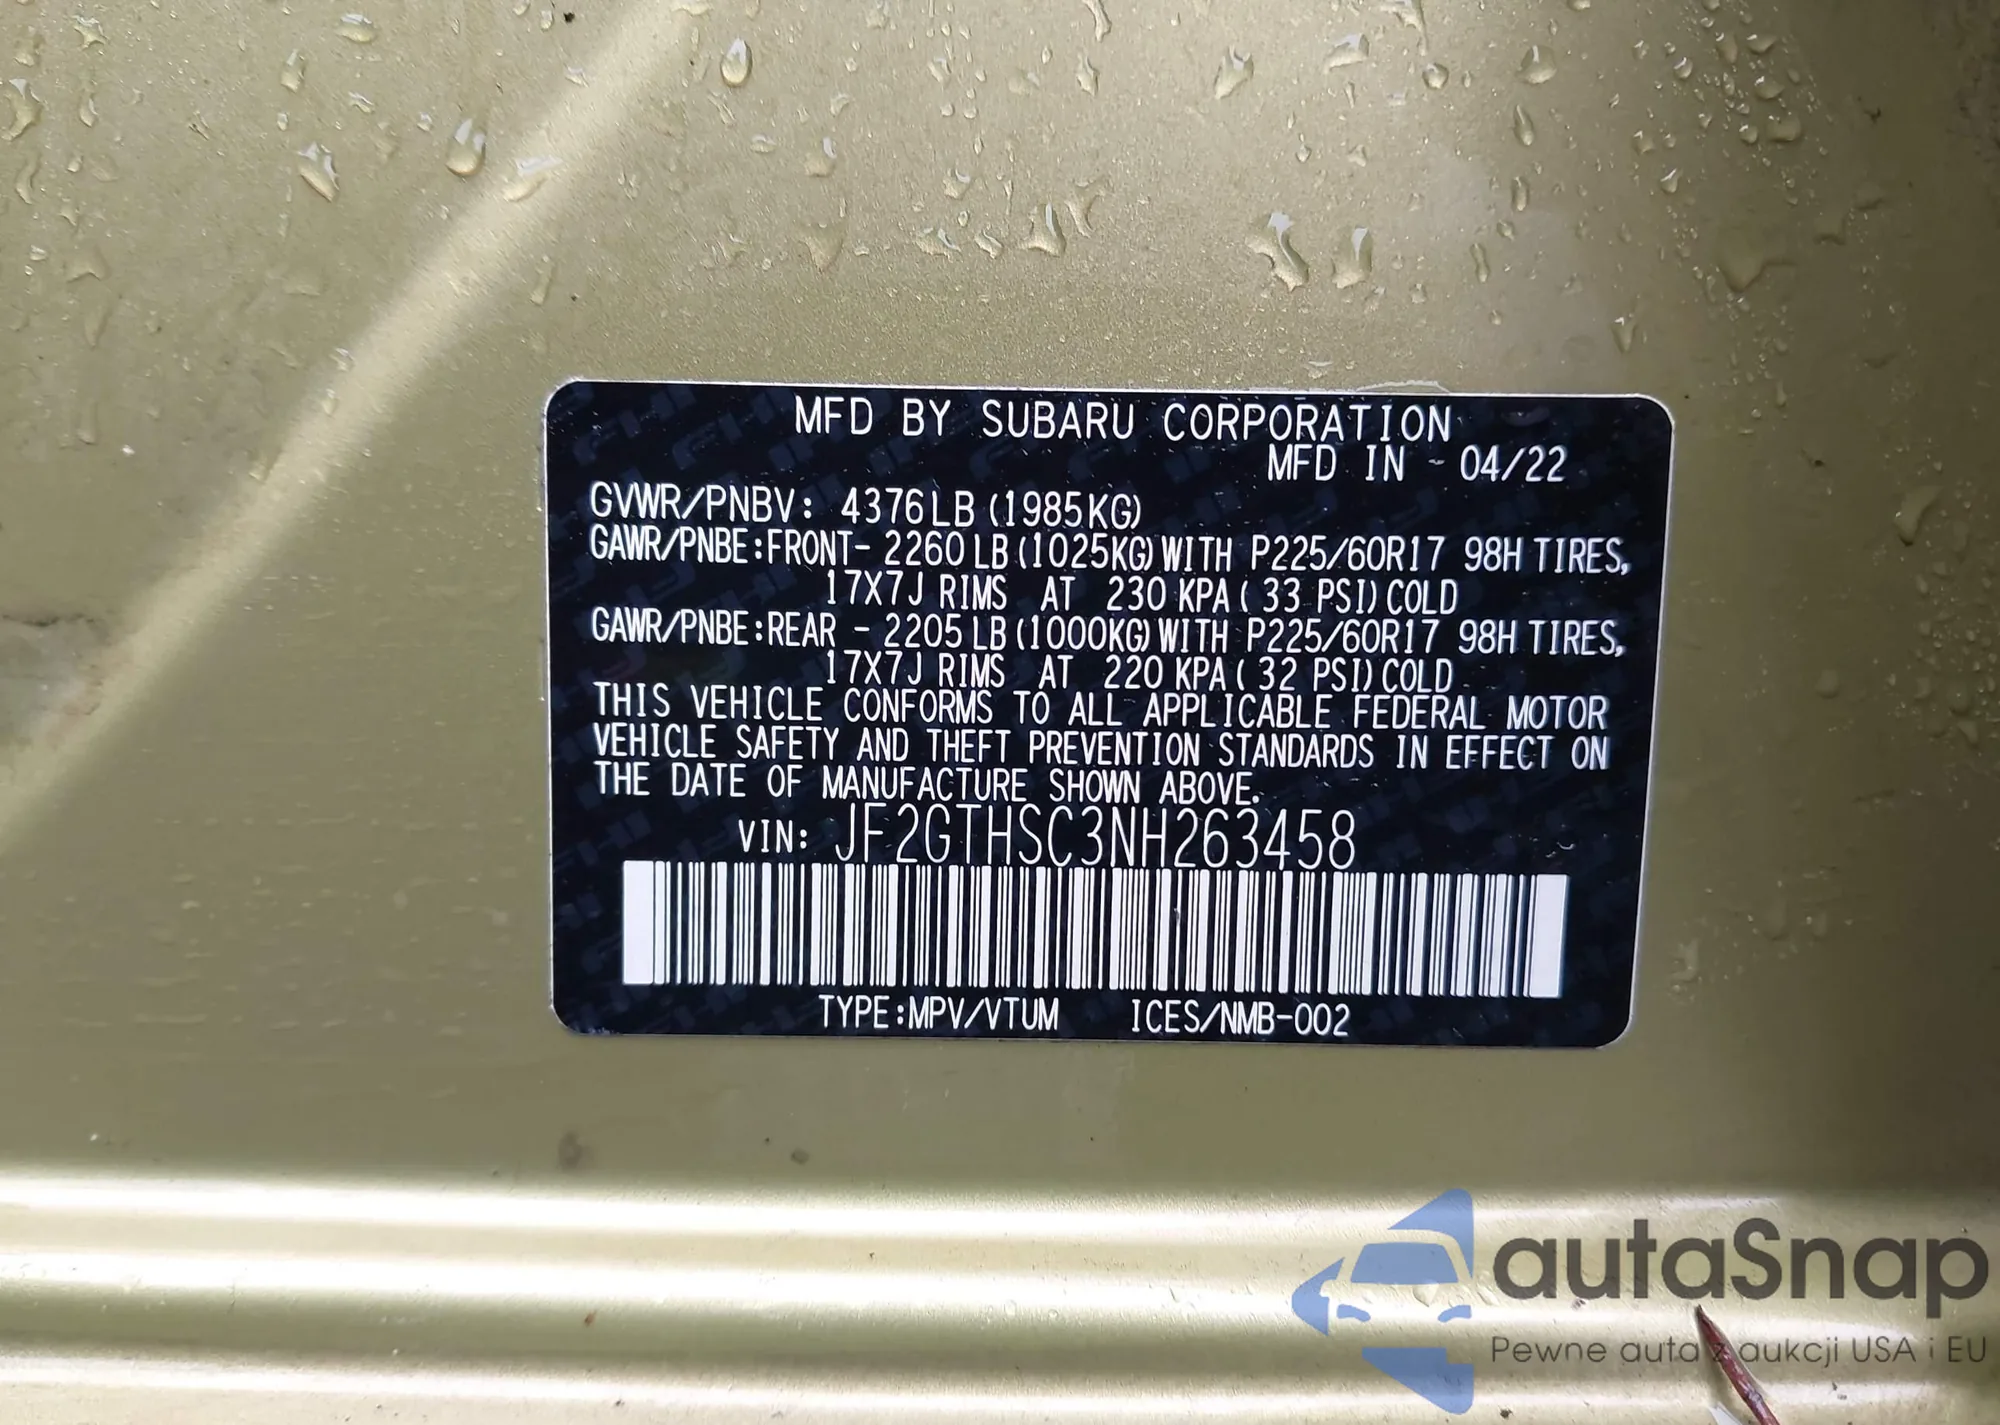 MFD BY SUBARU CORPORATION
MFD IN - 04/22
GVWR/PNBV: 4376LB (1985KG)
GAWR/PNBE:FRONT- 2260 LB (1025KG) WITH P225/60R17 98H TIRES,
17X7J RIMS AT 230 KPA ( 33 PSI) COLD
GAWR/PNBE:REAR - 2205 LB (1000KG) WITH P225/60R17 98H TIRES,
17X7J RIMS AT 220 KPA ( 32 PSI) COLD
THIS VEHICLE CONFORMS TO ALL APPLICABLE FEDERAL MOTOR
VEHICLE SAFETY AND THEFT PREVENTION STANDARDS IN EFFECT ON
THE DATE OF MANUFACTURE SHOWN ABOVE.
VIN: JF2GTHSC3NH263458
TYPE:MPV/VTUM ICES/NMB-002
autaSnap
Pewne auta z aukcji USA i EU